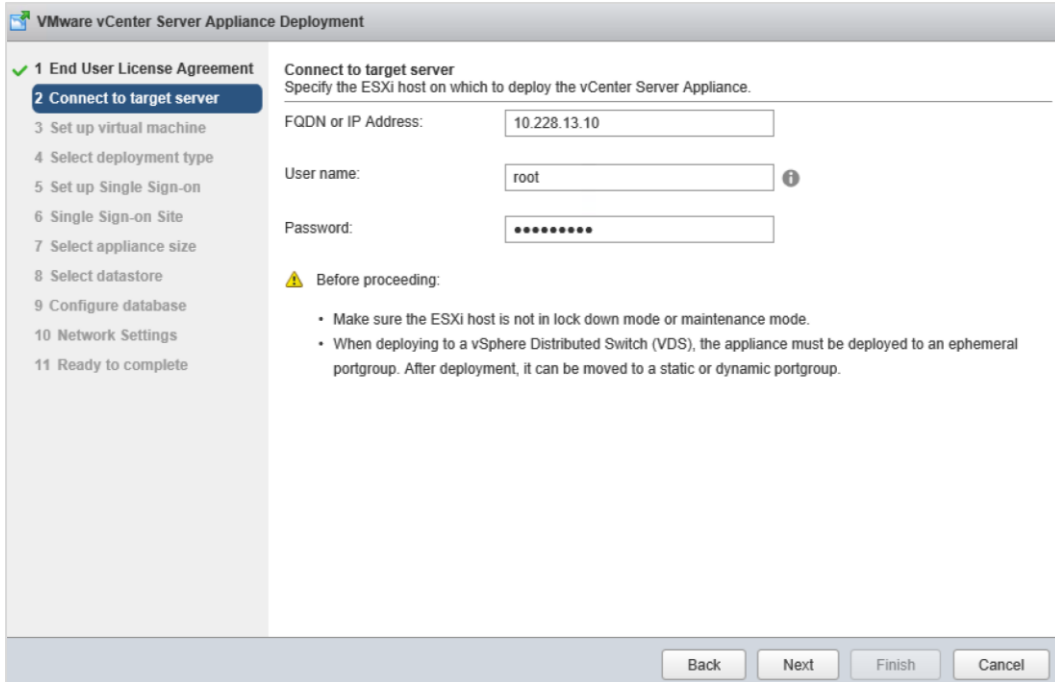 VMware vCenter Server Appliance Deployment
1 End User License Agreement
2 Connect to target server
3 Set up virtual machine
4 Select deployment type
5 Set up Single Sign-on
6 Single Sign-on Site
7 Select appliance size
8 Select datastore
9 Configure database
10 Network Settings
11 Ready to complete
Connect to target server
Specify the ESXi host on which to deploy the vCenter Server Appliance.
FQDN or IP Address: 10.228.13.10
User name: root
Password: •••••••••
Before proceeding:
• Make sure the ESXi host is not in lock down mode or maintenance mode.
• When deploying to a vSphere Distributed Switch (VDS), the appliance must be deployed to an ephemeral
portgroup. After deployment, it can be moved to a static or dynamic portgroup.
Back Next Finish Cancel